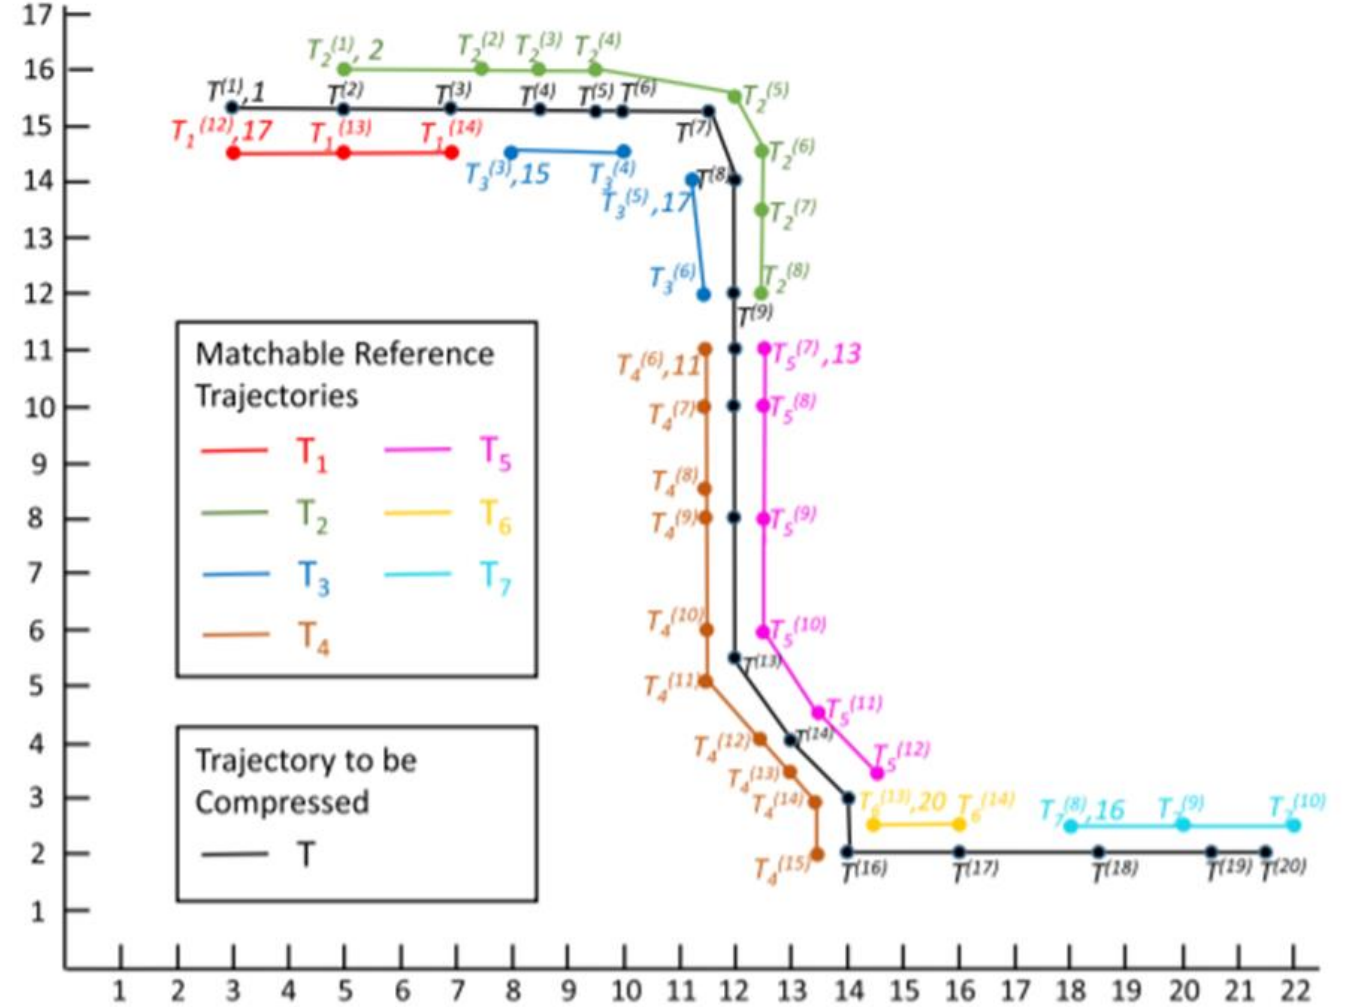 17
T₂⁽¹⁾, 2 T₂⁽²⁾ T₂⁽³⁾ T₂⁽⁴⁾
16
T⁽¹⁾,1 T⁽²⁾ T⁽³⁾ T⁽⁴⁾ T⁽⁵⁾ T⁽⁶⁾ T₂⁽⁵⁾
15
T₁⁽¹²⁾,17 T₁⁽¹³⁾ T₁⁽¹⁴⁾ T⁽⁷⁾ T₂⁽⁶⁾
T₃⁽³⁾,15 T₃⁽⁴⁾ T⁽⁸⁾
14
T₃⁽⁵⁾,17 T₂⁽⁷⁾
13
T₃⁽⁶⁾ T₂⁽⁸⁾
12
T⁽⁹⁾
11
T₄⁽⁶⁾,11 T₅⁽⁷⁾,13
10
T₄⁽⁷⁾ T₅⁽⁸⁾
9
T₄⁽⁸⁾
8
T₄⁽⁹⁾ T₅⁽⁹⁾
7
6
T₄⁽¹⁰⁾ T₅⁽¹⁰⁾
T⁽¹³⁾
5
T₄⁽¹¹⁾ T₅⁽¹¹⁾
4
T₄⁽¹²⁾ T⁽¹⁴⁾ T₅⁽¹²⁾
T₄⁽¹³⁾
3
T₄⁽¹⁴⁾ T₆⁽¹³⁾,20 T₆⁽¹⁴⁾ T₇⁽⁸⁾,16 T₇⁽⁹⁾ T₇⁽¹⁰⁾
2
T₄⁽¹⁵⁾ T⁽¹⁶⁾ T⁽¹⁷⁾ T⁽¹⁸⁾ T⁽¹⁹⁾ T⁽²⁰⁾
1
Matchable Reference
Trajectories
T₁ T₅
T₂ T₆
T₃ T₇
T₄
Trajectory to be
Compressed
T
1 2 3 4 5 6 7 8 9 10 11 12 13 14 15 16 17 18 19 20 21 22